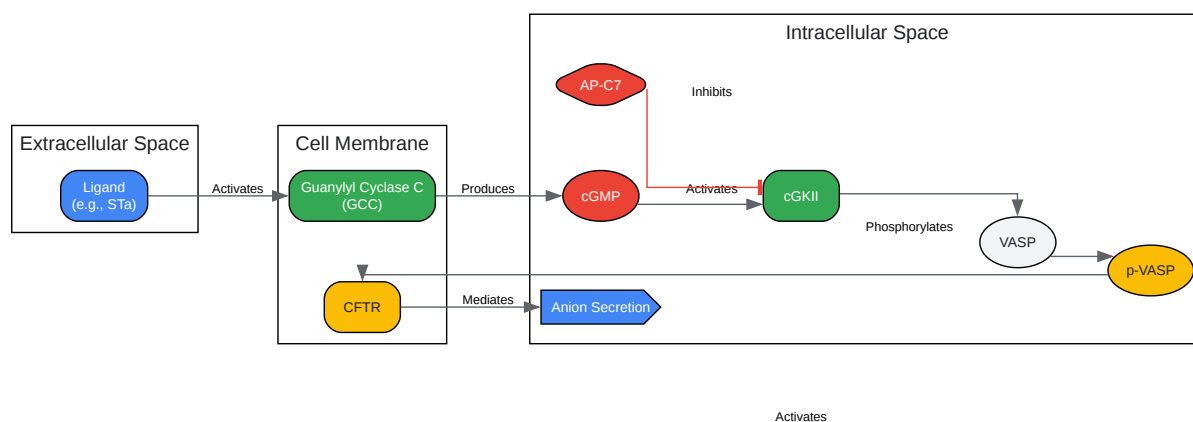 Intracellular Space
AP-C7
Inhibits
Extracellular Space
Cell Membrane
Ligand
(e.g., STa)
Activates
Guanylyl Cyclase C
(GCC)
Produces
cGMP
Activates
cGKII
Phosphorylates
VASP
p-VASP
CFTR
Mediates
Anion Secretion
Activates